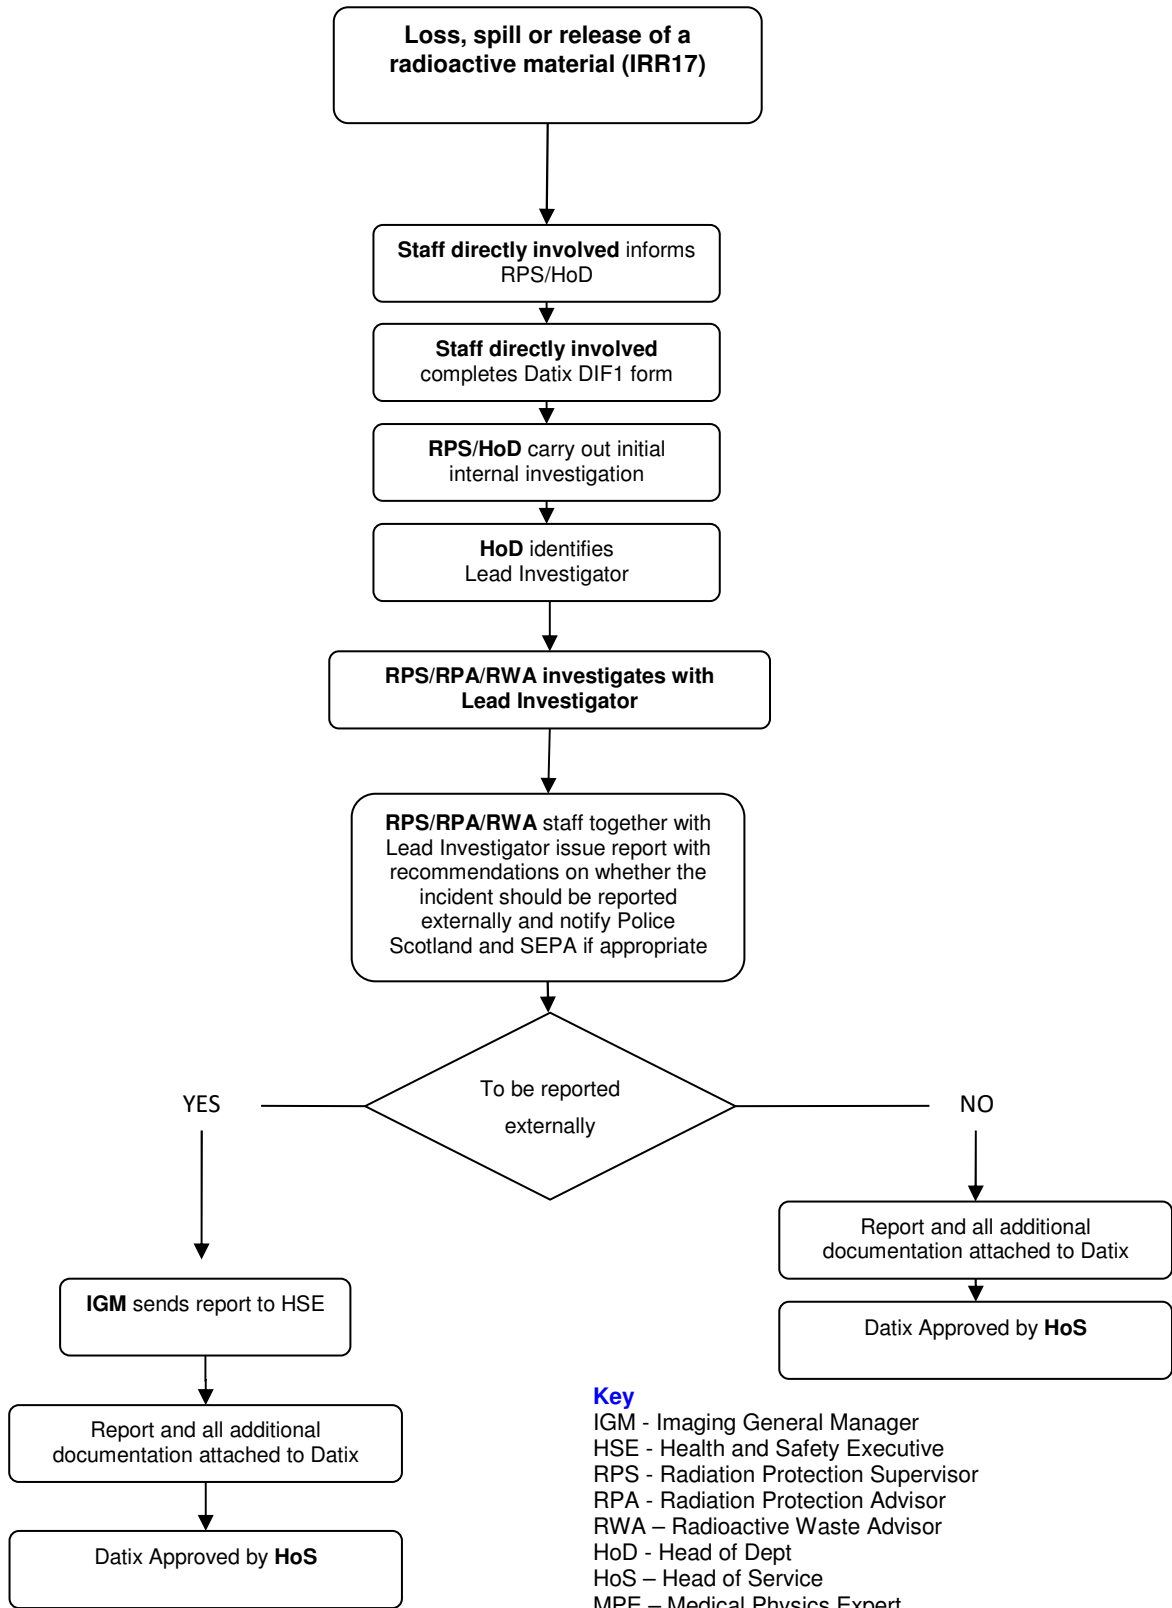 Loss, spill or release of a
radioactive material (IRR17)
Staff directly involved informs
RPS/HoD
Staff directly involved
completes Datix DIF1 form
RPS/HoD carry out initial
internal investigation
HoD identifies
Lead Investigator
RPS/RPA/RWA investigates with
Lead Investigator
RPS/RPA/RWA staff together with
Lead Investigator issue report with
recommendations on whether the
incident should be reported
externally and notify Police
Scotland and SEPA if appropriate
To be reported
externally
YES
NO
IGM sends report to HSE
Report and all additional
documentation attached to Datix
Datix Approved by HoS
Report and all additional
documentation attached to Datix
Datix Approved by HoS
Key
IGM - Imaging General Manager
HSE - Health and Safety Executive
RPS - Radiation Protection Supervisor
RPA - Radiation Protection Advisor
RWA – Radioactive Waste Advisor
HoD - Head of Dept
HoS – Head of Service
MPE – Medical Physics Expert